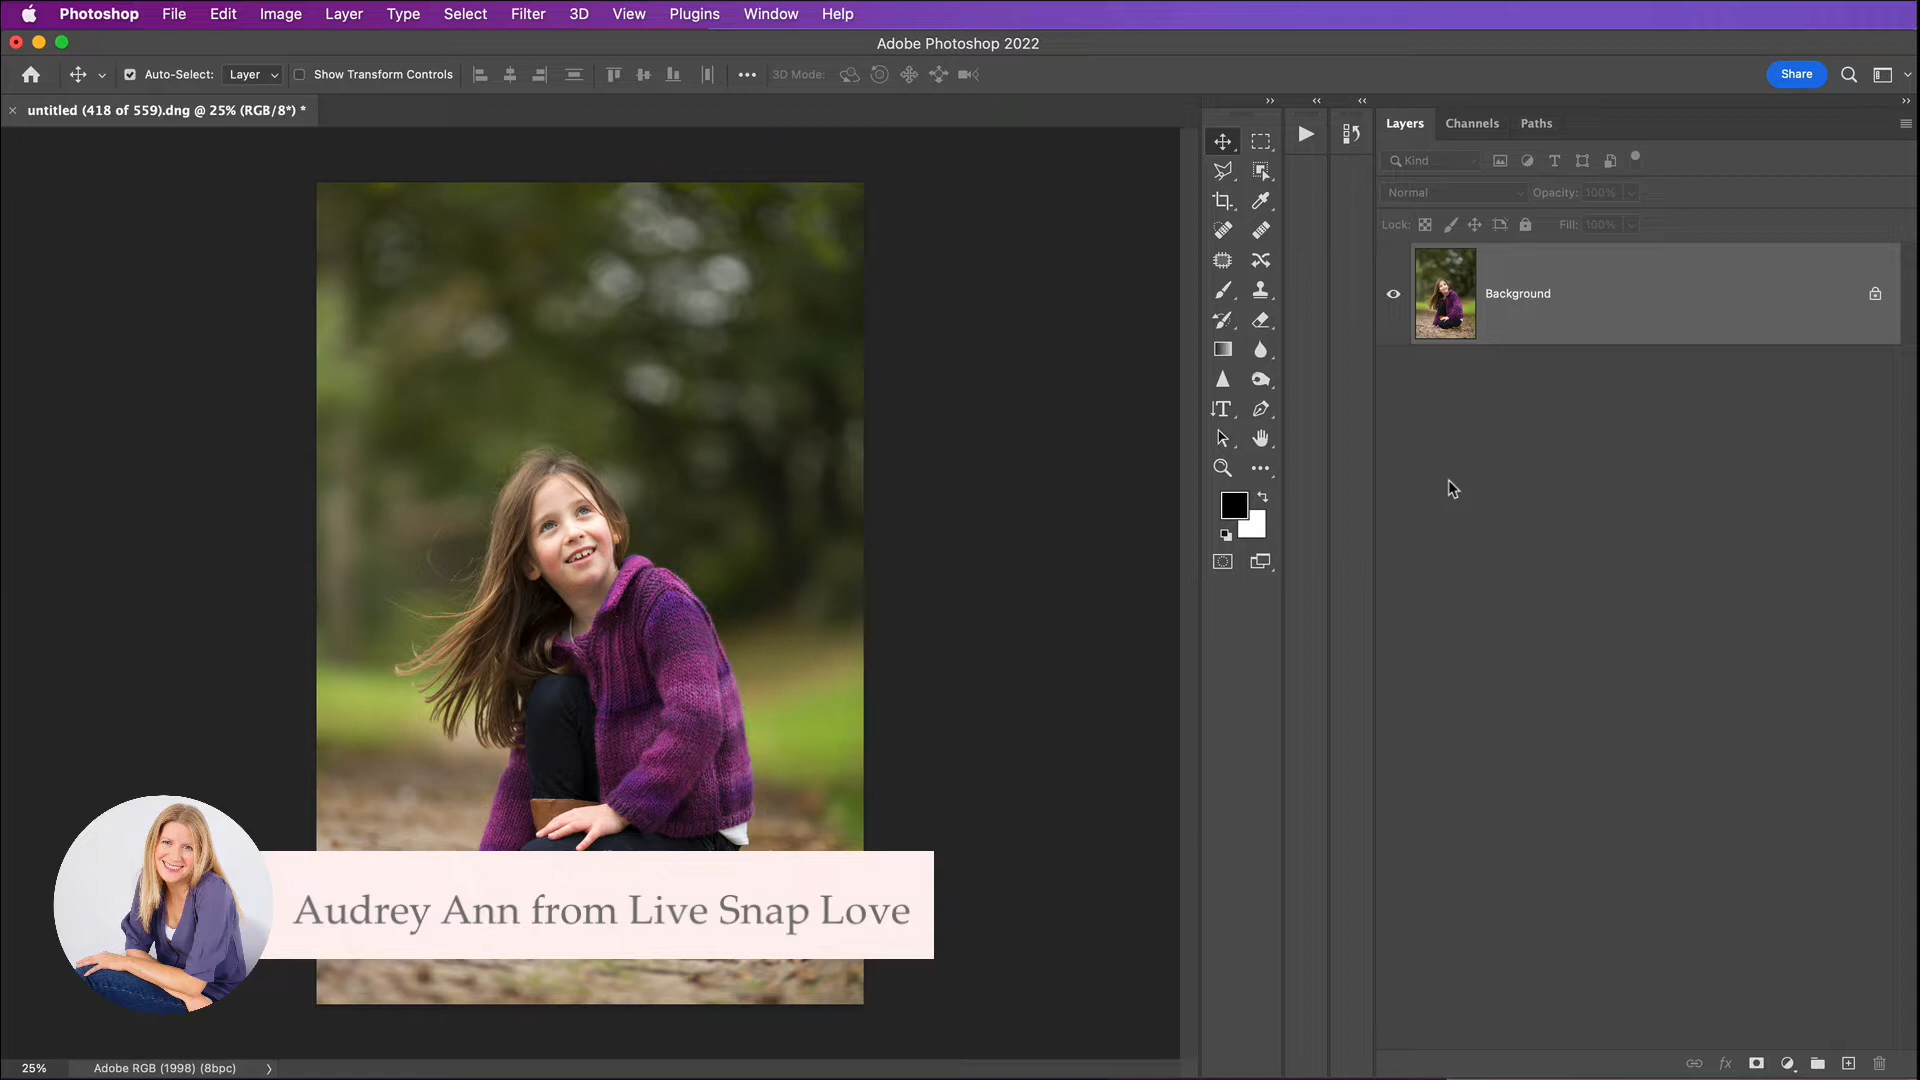 Photoshop File Edit Image Layer Type Select Filter 3D View Plugins Window Help
Adobe Photoshop 2022
Auto-Select: Layer Show Transform Controls 3D Mode: Share
untitled (418 of 559).dng @ 25% (RGB/8*) *
Layers Channels Paths
Kind
Normal Opacity: 100%
Lock: Fill: 100%
Background
Audrey Ann from Live Snap Love
25% Adobe RGB (1998) (8bpc)